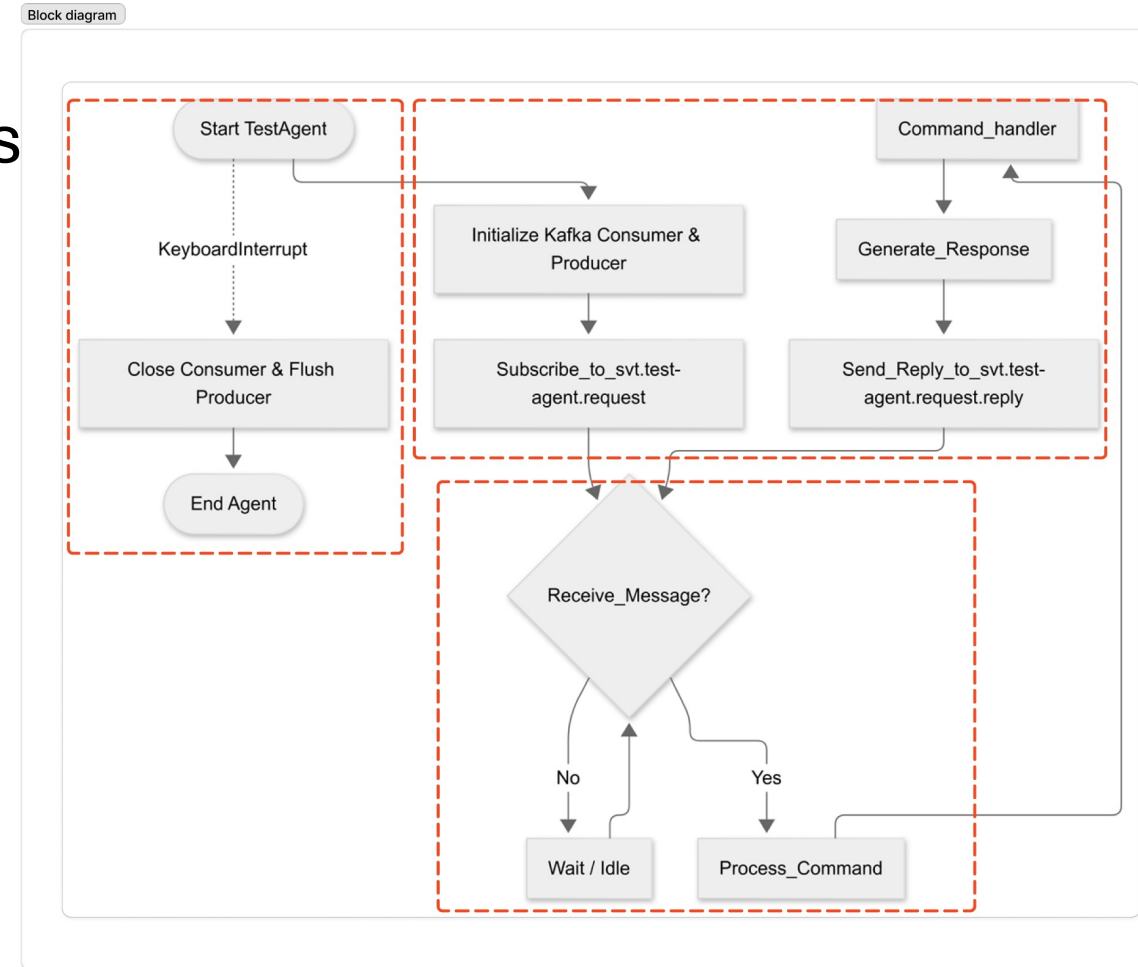 Block diagram
s
Start TestAgent
Command_handler
KeyboardInterrupt
Initialize Kafka Consumer &
Producer
Generate_Response
Close Consumer & Flush
Producer
Subscribe_to_svt.test-
agent.request
Send_Reply_to_svt.test-
agent.request.reply
End Agent
Receive_Message?
No
Yes
Wait / Idle
Process_Command